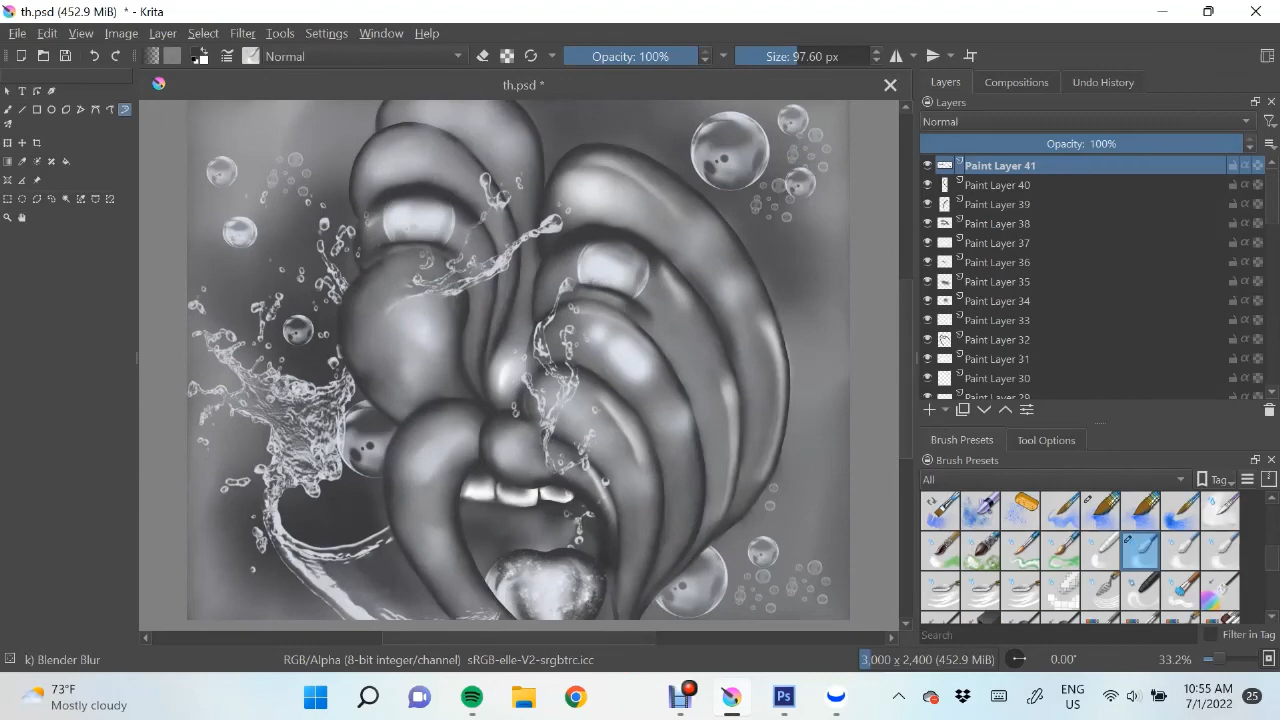 th.psd (452.9 MiB) * - Krita
File Edit View Image Layer Select Filter Tools Settings Window Help
Normal
Opacity: 100%
Size: 97.60 px
th.psd *
Layers Compositions Undo History
Layers
Normal
Opacity: 100%
Paint Layer 41
Paint Layer 40
Paint Layer 39
Paint Layer 38
Paint Layer 37
Paint Layer 36
Paint Layer 35
Paint Layer 34
Paint Layer 33
Paint Layer 32
Paint Layer 31
Paint Layer 30
Paint Layer 29
Brush Presets Tool Options
Brush Presets
All
Tag
Search
Filter in Tag
k) Blender Blur
RGB/Alpha (8-bit integer/channel) sRGB-elle-V2-srgbtrc.icc
3,000 x 2,400 (452.9 MiB)
0.00°
33.2%
73°F
Mostly cloudy
Ps
ENG
US
10:55 AM
7/1/2022
25